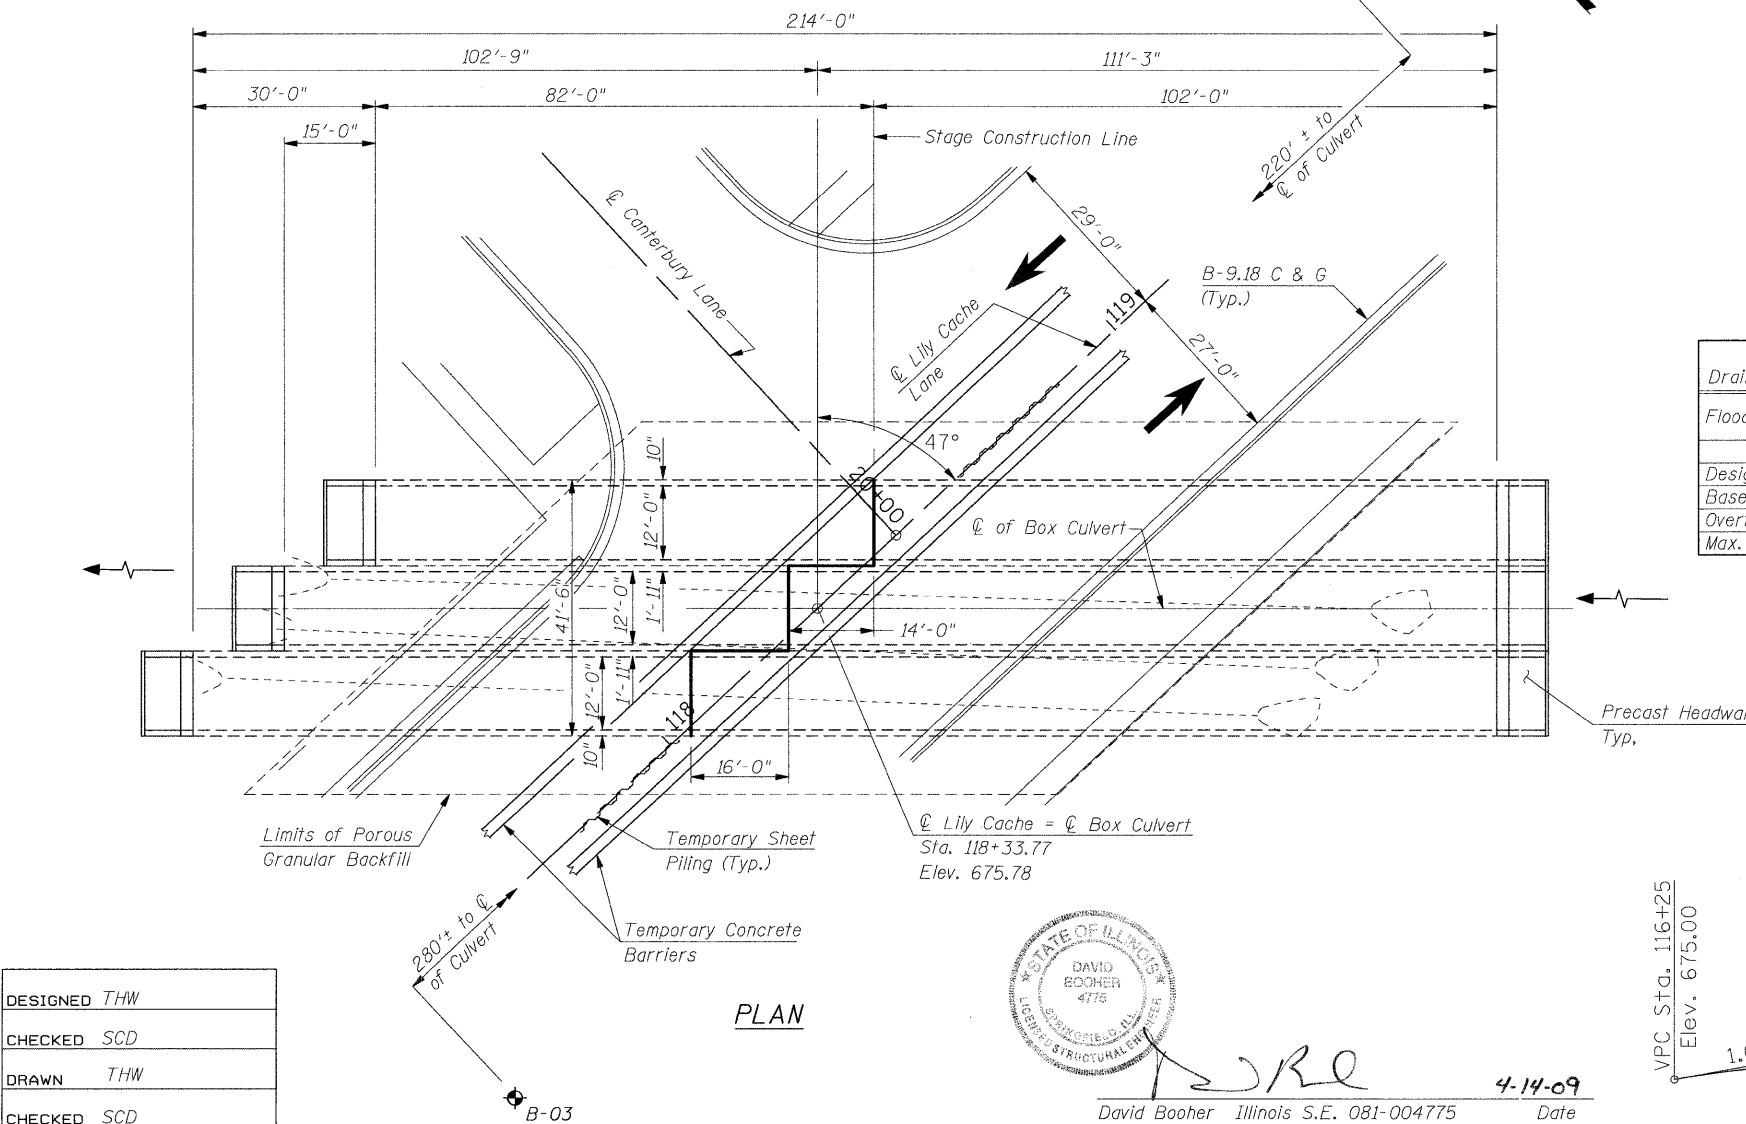 214'-0"
102'-9"
111'-3"
30'-0"
82'-0"
102'-0"
15'-0"
Stage Construction Line
220' ± to
℄ of Culvert
℄ Canterbury Lane
29'-0"
B-9.18 C & G
(Typ.)
119
℄ Lily Cache
Lane
27'-0"
47°
10"
20+00
12'-0"
℄ of Box Culvert
41'-6"
12'-0"
1'-11"
14'-0"
12'-0"
1'-11"
118
10"
16'-0"
Precast
Typ.
Limits of Porous
Granular Backfill
Temporary Sheet
Piling (Typ.)
℄ Lily Cache = ℄ Box Culvert
Sta. 118+33.77
Elev. 675.78
280'± to ℄
of Culvert
Temporary Concrete
Barriers
PLAN
B-03
DESIGNED THW
CHECKED SCD
DRAWN THW
CHECKED SCD
STATE OF ILLINOIS
DAVID
BOOHER
4775
SPRINGFIELD, ILL.
LICENSED STRUCTURAL ENGINEER
4-14-09
David Booher Illinois S.E. 081-004775 Date
VPC Sta. 116+25
Elev. 675.00
Base
Max.